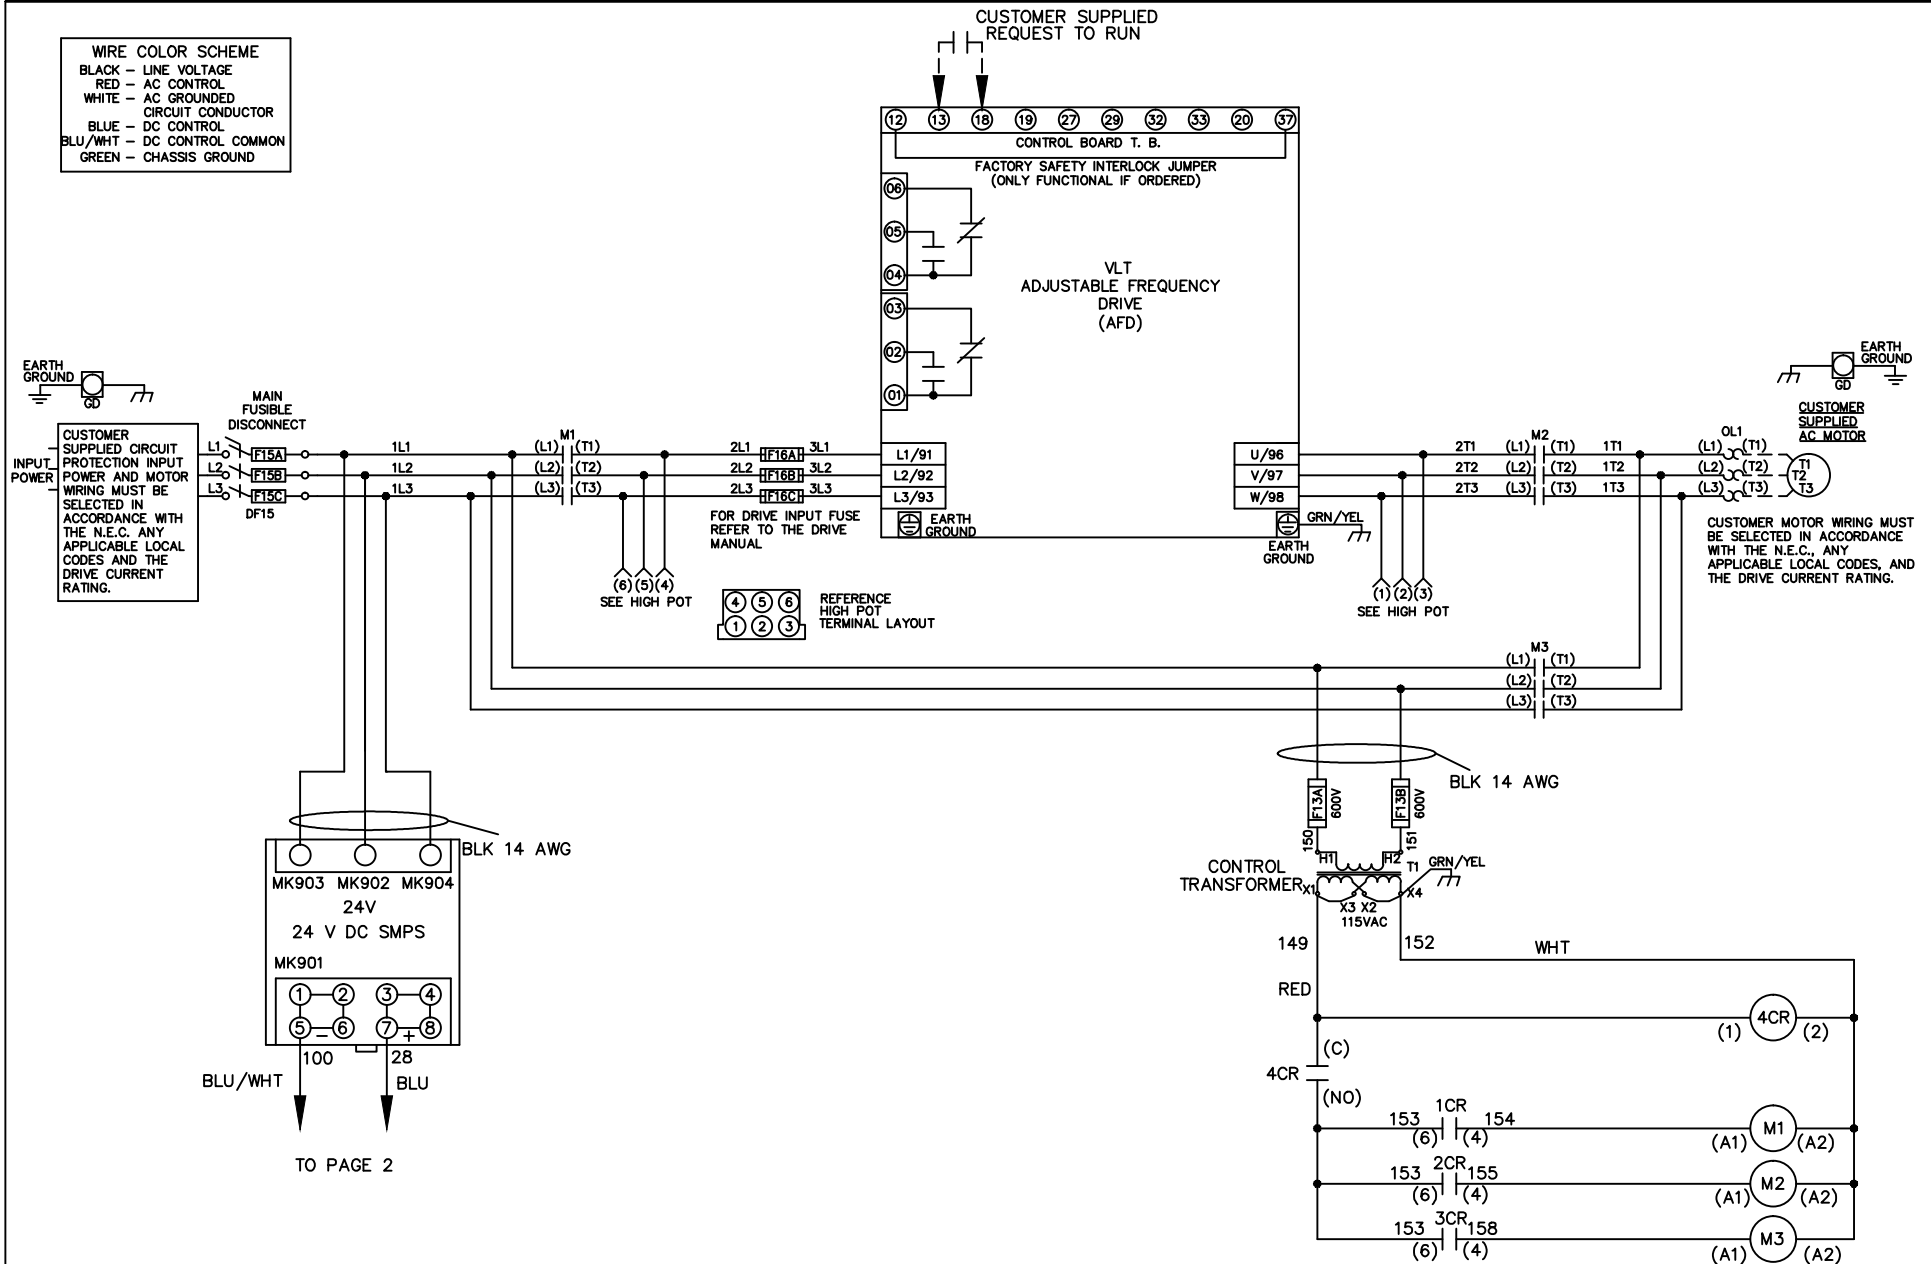 CUSTOMER SUPPLIED
REQUEST TO RUN
WIRE COLOR SCHEME
BLACK – LINE VOLTAGE
RED – AC CONTROL
WHITE – AC GROUNDED
CIRCUIT CONDUCTOR
BLUE – DC CONTROL
BLU/WHT – DC CONTROL COMMON
GREEN – CHASSIS GROUND
12 13 18 19 27 29 32 33 20 37
CONTROL BOARD T. B.
FACTORY SAFETY INTERLOCK JUMPER
(ONLY FUNCTIONAL IF ORDERED)
06
05
04
03
02
01
VLT
ADJUSTABLE FREQUENCY
DRIVE
(AFD)
EARTH
GROUND
GD
MAIN
FUSIBLE
DISCONNECT
INPUT
POWER
CUSTOMER
SUPPLIED CIRCUIT
PROTECTION INPUT
POWER AND MOTOR
WIRING MUST BE
SELECTED IN
ACCORDANCE WITH
THE N.E.C. ANY
APPLICABLE LOCAL
CODES AND THE
DRIVE CURRENT
RATING.
L1 F15A 1L1
L2 F15B 1L2
L3 F15C 1L3
DF15
M1
(L1) (T1)
(L2) (T2)
(L3) (T3)
2L1 F16A 3L1
2L2 F16B 3L2
2L3 F16C 3L3
FOR DRIVE INPUT FUSE
REFER TO THE DRIVE
MANUAL
L1/91
L2/92
L3/93
EARTH
GROUND
U/96
V/97
W/98
GRN/YEL
EARTH
GROUND
2T1
2T2
2T3
M2
(L1) (T1)
(L2) (T2)
(L3) (T3)
1T1
1T2
1T3
OL1
(L1) (T1)
(L2) (T2)
(L3) (T3)
T1
T2
T3
EARTH
GROUND
GD
CUSTOMER
SUPPLIED
AC MOTOR
CUSTOMER MOTOR WIRING MUST
BE SELECTED IN ACCORDANCE
WITH THE N.E.C., ANY
APPLICABLE LOCAL CODES, AND
THE DRIVE CURRENT RATING.
(6) (5) (4)
SEE HIGH POT
4 5 6
1 2 3
REFERENCE
HIGH POT
TERMINAL LAYOUT
(1) (2) (3)
SEE HIGH POT
M3
(L1) (T1)
(L2) (T2)
(L3) (T3)
BLK 14 AWG
MK903 MK902 MK904
24V
24 V DC SMPS
MK901
1 2 3 4
5 – 6 7 + 8
100 28
BLU/WHT BLU
TO PAGE 2
BLK 14 AWG
F13A 600V
F13B 600V
150 151
H1 H2
T1
GRN/YEL
CONTROL
TRANSFORMER
X1 X3 X2 X4
115VAC
149 152 WHT
RED
(1) 4CR (2)
(C)
4CR
(NO)
1CR
153 154
(6) (4)
(A1) M1 (A2)
2CR
153 155
(6) (4)
(A1) M2 (A2)
3CR
153 158
(6) (4)
(A1) M3 (A2)